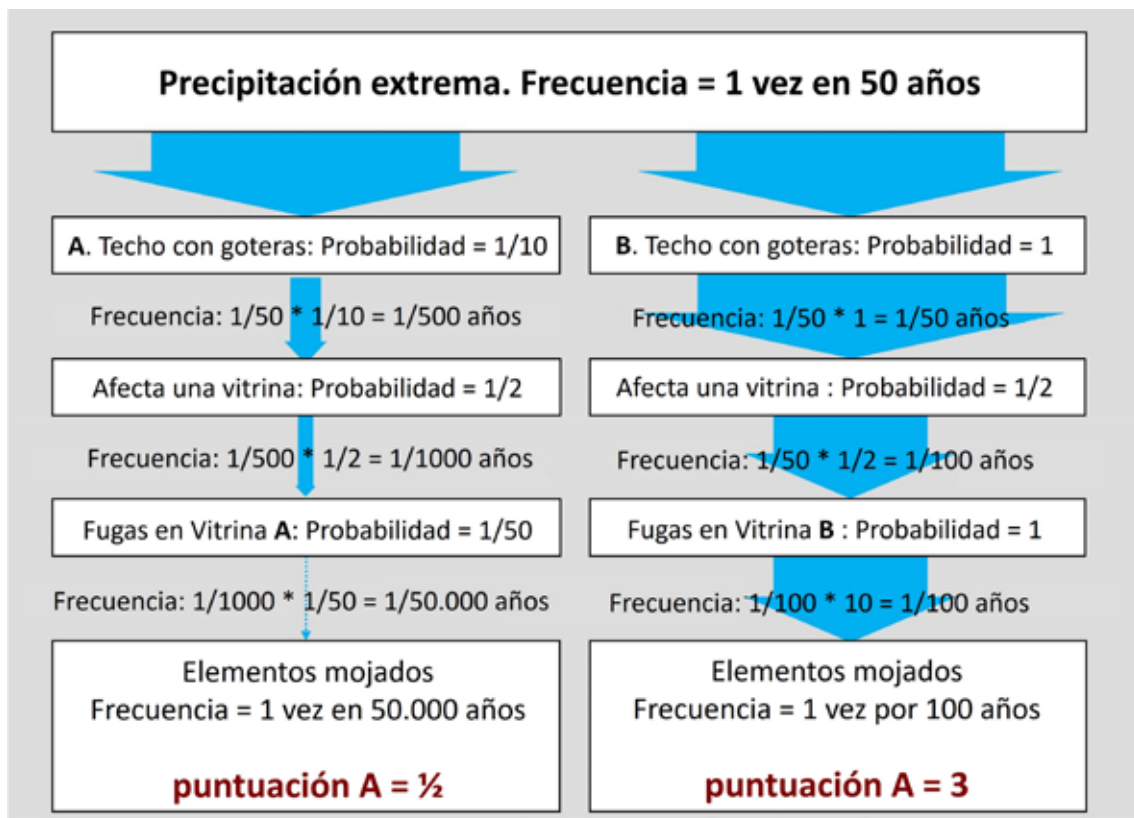 Precipitación extrema. Frecuencia = 1 vez en 50 años
A. Techo con goteras: Probabilidad = 1/10
Frecuencia: 1/50 * 1/10 = 1/500 años
Afecta una vitrina: Probabilidad = 1/2
Frecuencia: 1/500 * 1/2 = 1/1000 años
Fugas en Vitrina A: Probabilidad = 1/50
Frecuencia: 1/1000 * 1/50 = 1/50.000 años
Elementos mojados
Frecuencia = 1 vez en 50.000 años
puntuación A = ½
B. Techo con goteras: Probabilidad = 1
Frecuencia: 1/50 * 1 = 1/50 años
Afecta una vitrina : Probabilidad = 1/2
Frecuencia: 1/50 * 1/2 = 1/100 años
Fugas en Vitrina B : Probabilidad = 1
Frecuencia: 1/100 * 10 = 1/100 años
Elementos mojados
Frecuencia = 1 vez por 100 años
puntuación A = 3